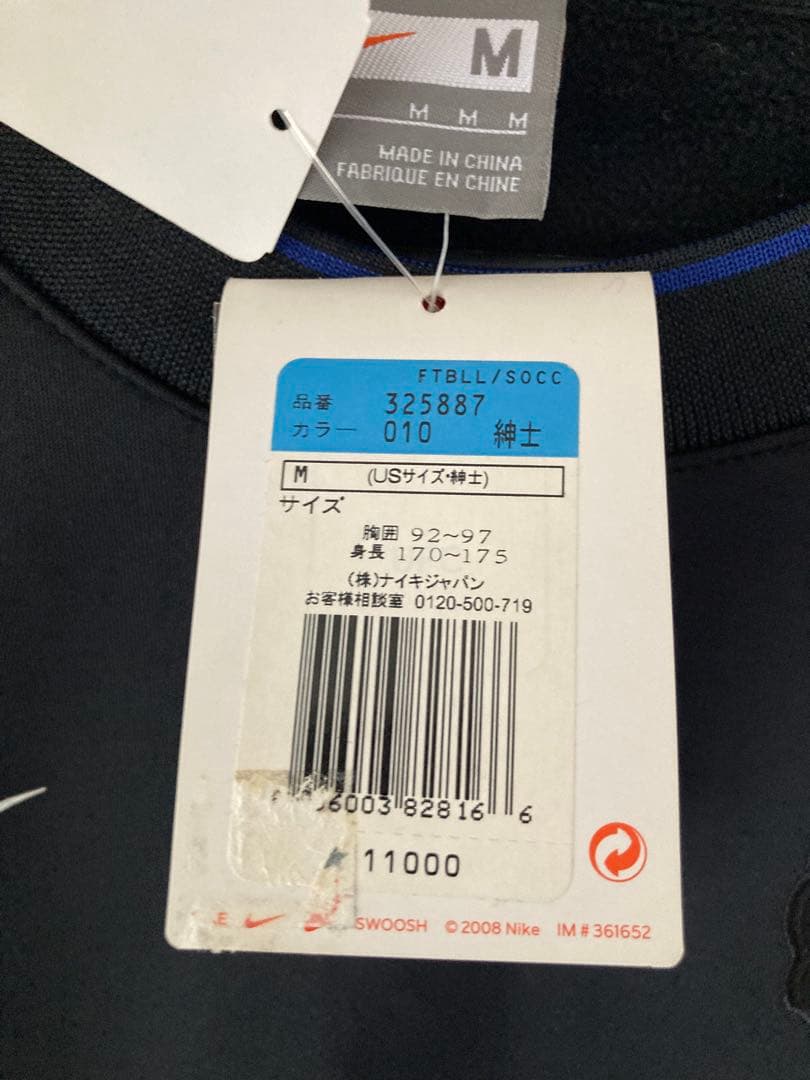 M
M M M
MADE IN CHINA
FABRIQUE EN CHINE
FTBLL/SOCC
品番 325887
カラー 010 紳士
M (USサイズ・紳士)
サイズ
胸囲 92~97
身長 170~175
(株)ナイキジャパン
お客様相談室 0120-500-719
6003 82816 6
11000
SWOOSH © 2008 Nike IM # 361652